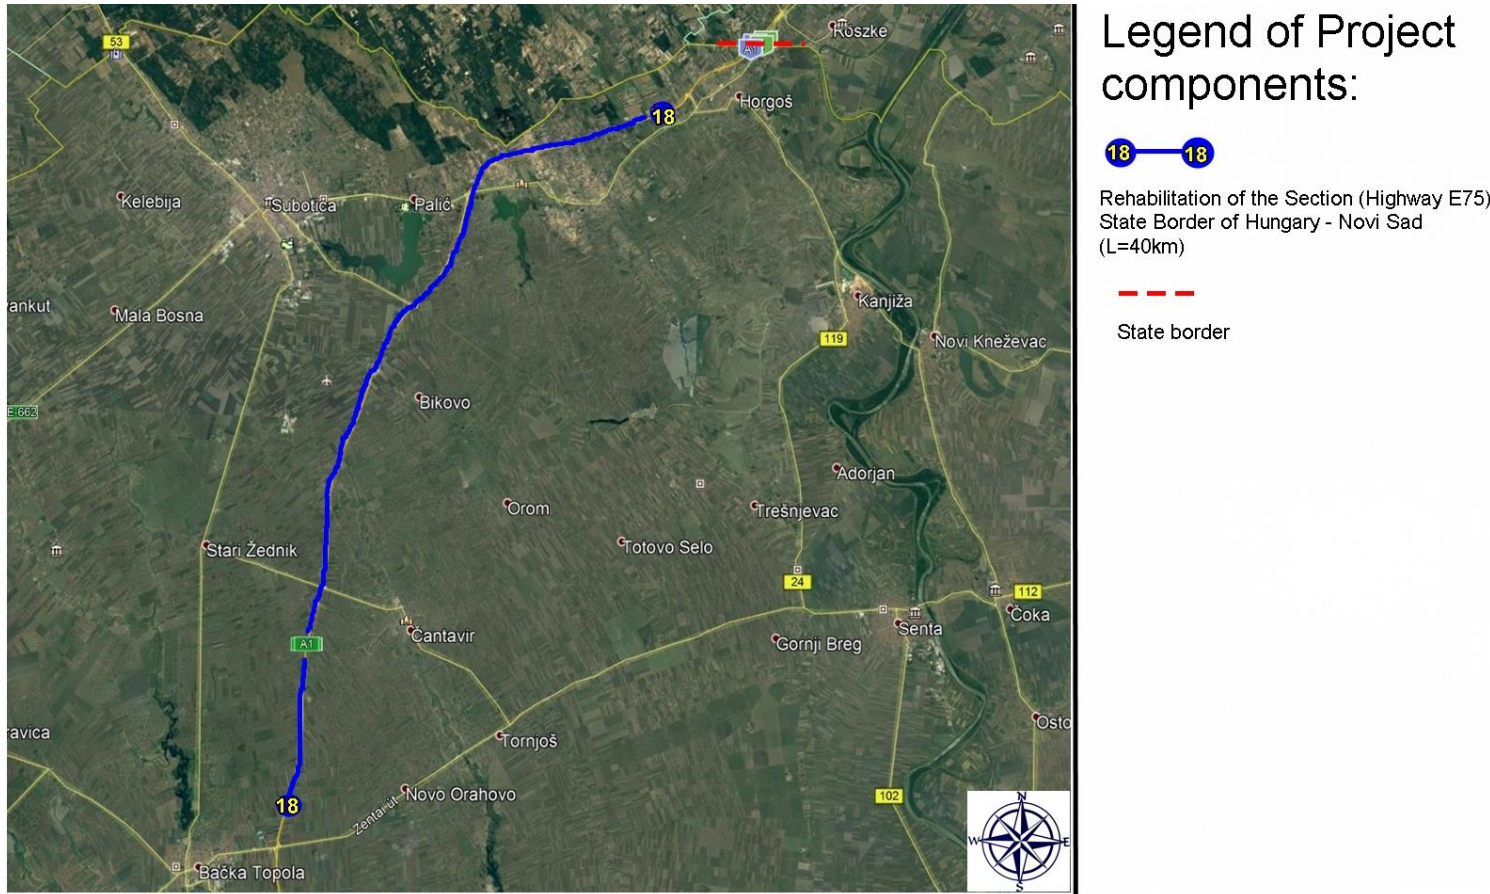 Legend of Project
components:
18 18
Rehabilitation of the Section (Highway E75)
State Border of Hungary - Novi Sad
(L=40km)
State border
53
Röszke
A1
18
Horgoš
Kelebija
Subotica
Palić
vankut
Mala Bosna
Kanjiža
119
Novi Kneževac
E-662
Bikovo
Adorjan
Orom
Trešnjevac
Stari Žednik
Totovo Selo
24
112
Čoka
Čantavir
Senta
A1
Gornji Breg
ravica
Osto
Tornjoš
18
Novo Orahovo
102
Zentai út
Bačka Topola
N
W E
S